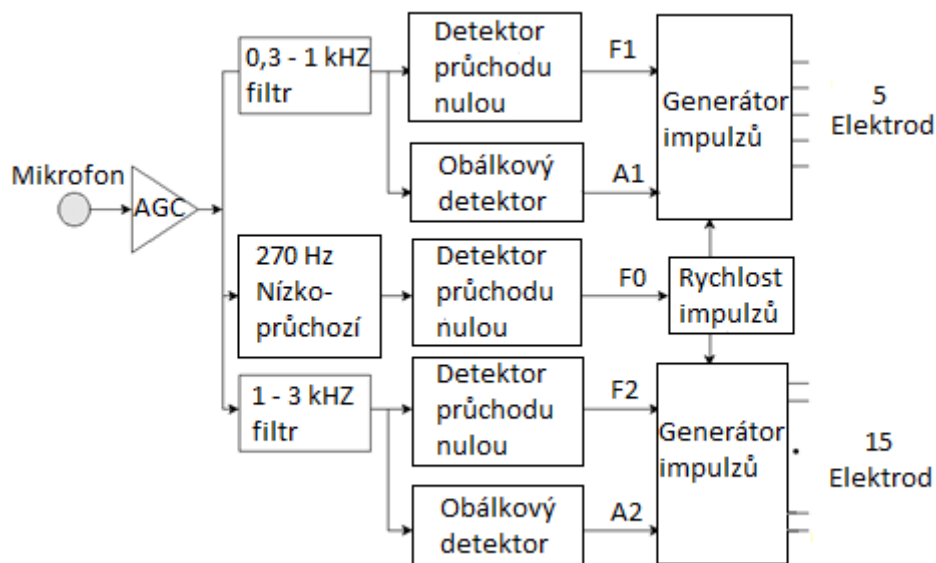 0,3 - 1 kHZ
filtr
Detektor
průchodu
nulou
F1
Generátor
impulzů
5
Elektrod
Mikrofon
AGC
Obálkový
detektor
A1
270 Hz
Nízko-
průchozí
Detektor
průchodu
nulou
F0
Rychlost
impulzů
1 - 3 kHZ
filtr
Detektor
průchodu
nulou
F2
Generátor
impulzů
15
Elektrod
Obálkový
detektor
A2